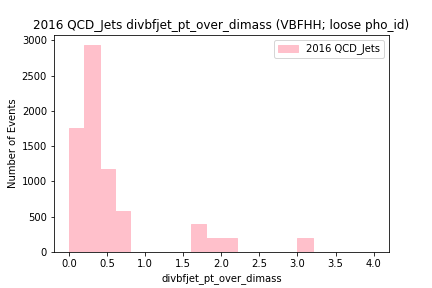 2016 QCD_Jets divbfjet_pt_over_dimass (VBFHH; loose pho_id)
2016 QCD_Jets
Number of Events
3000
2500
2000
1500
1000
500
0
0.0 0.5 1.0 1.5 2.0 2.5 3.0 3.5 4.0
divbfjet_pt_over_dimass